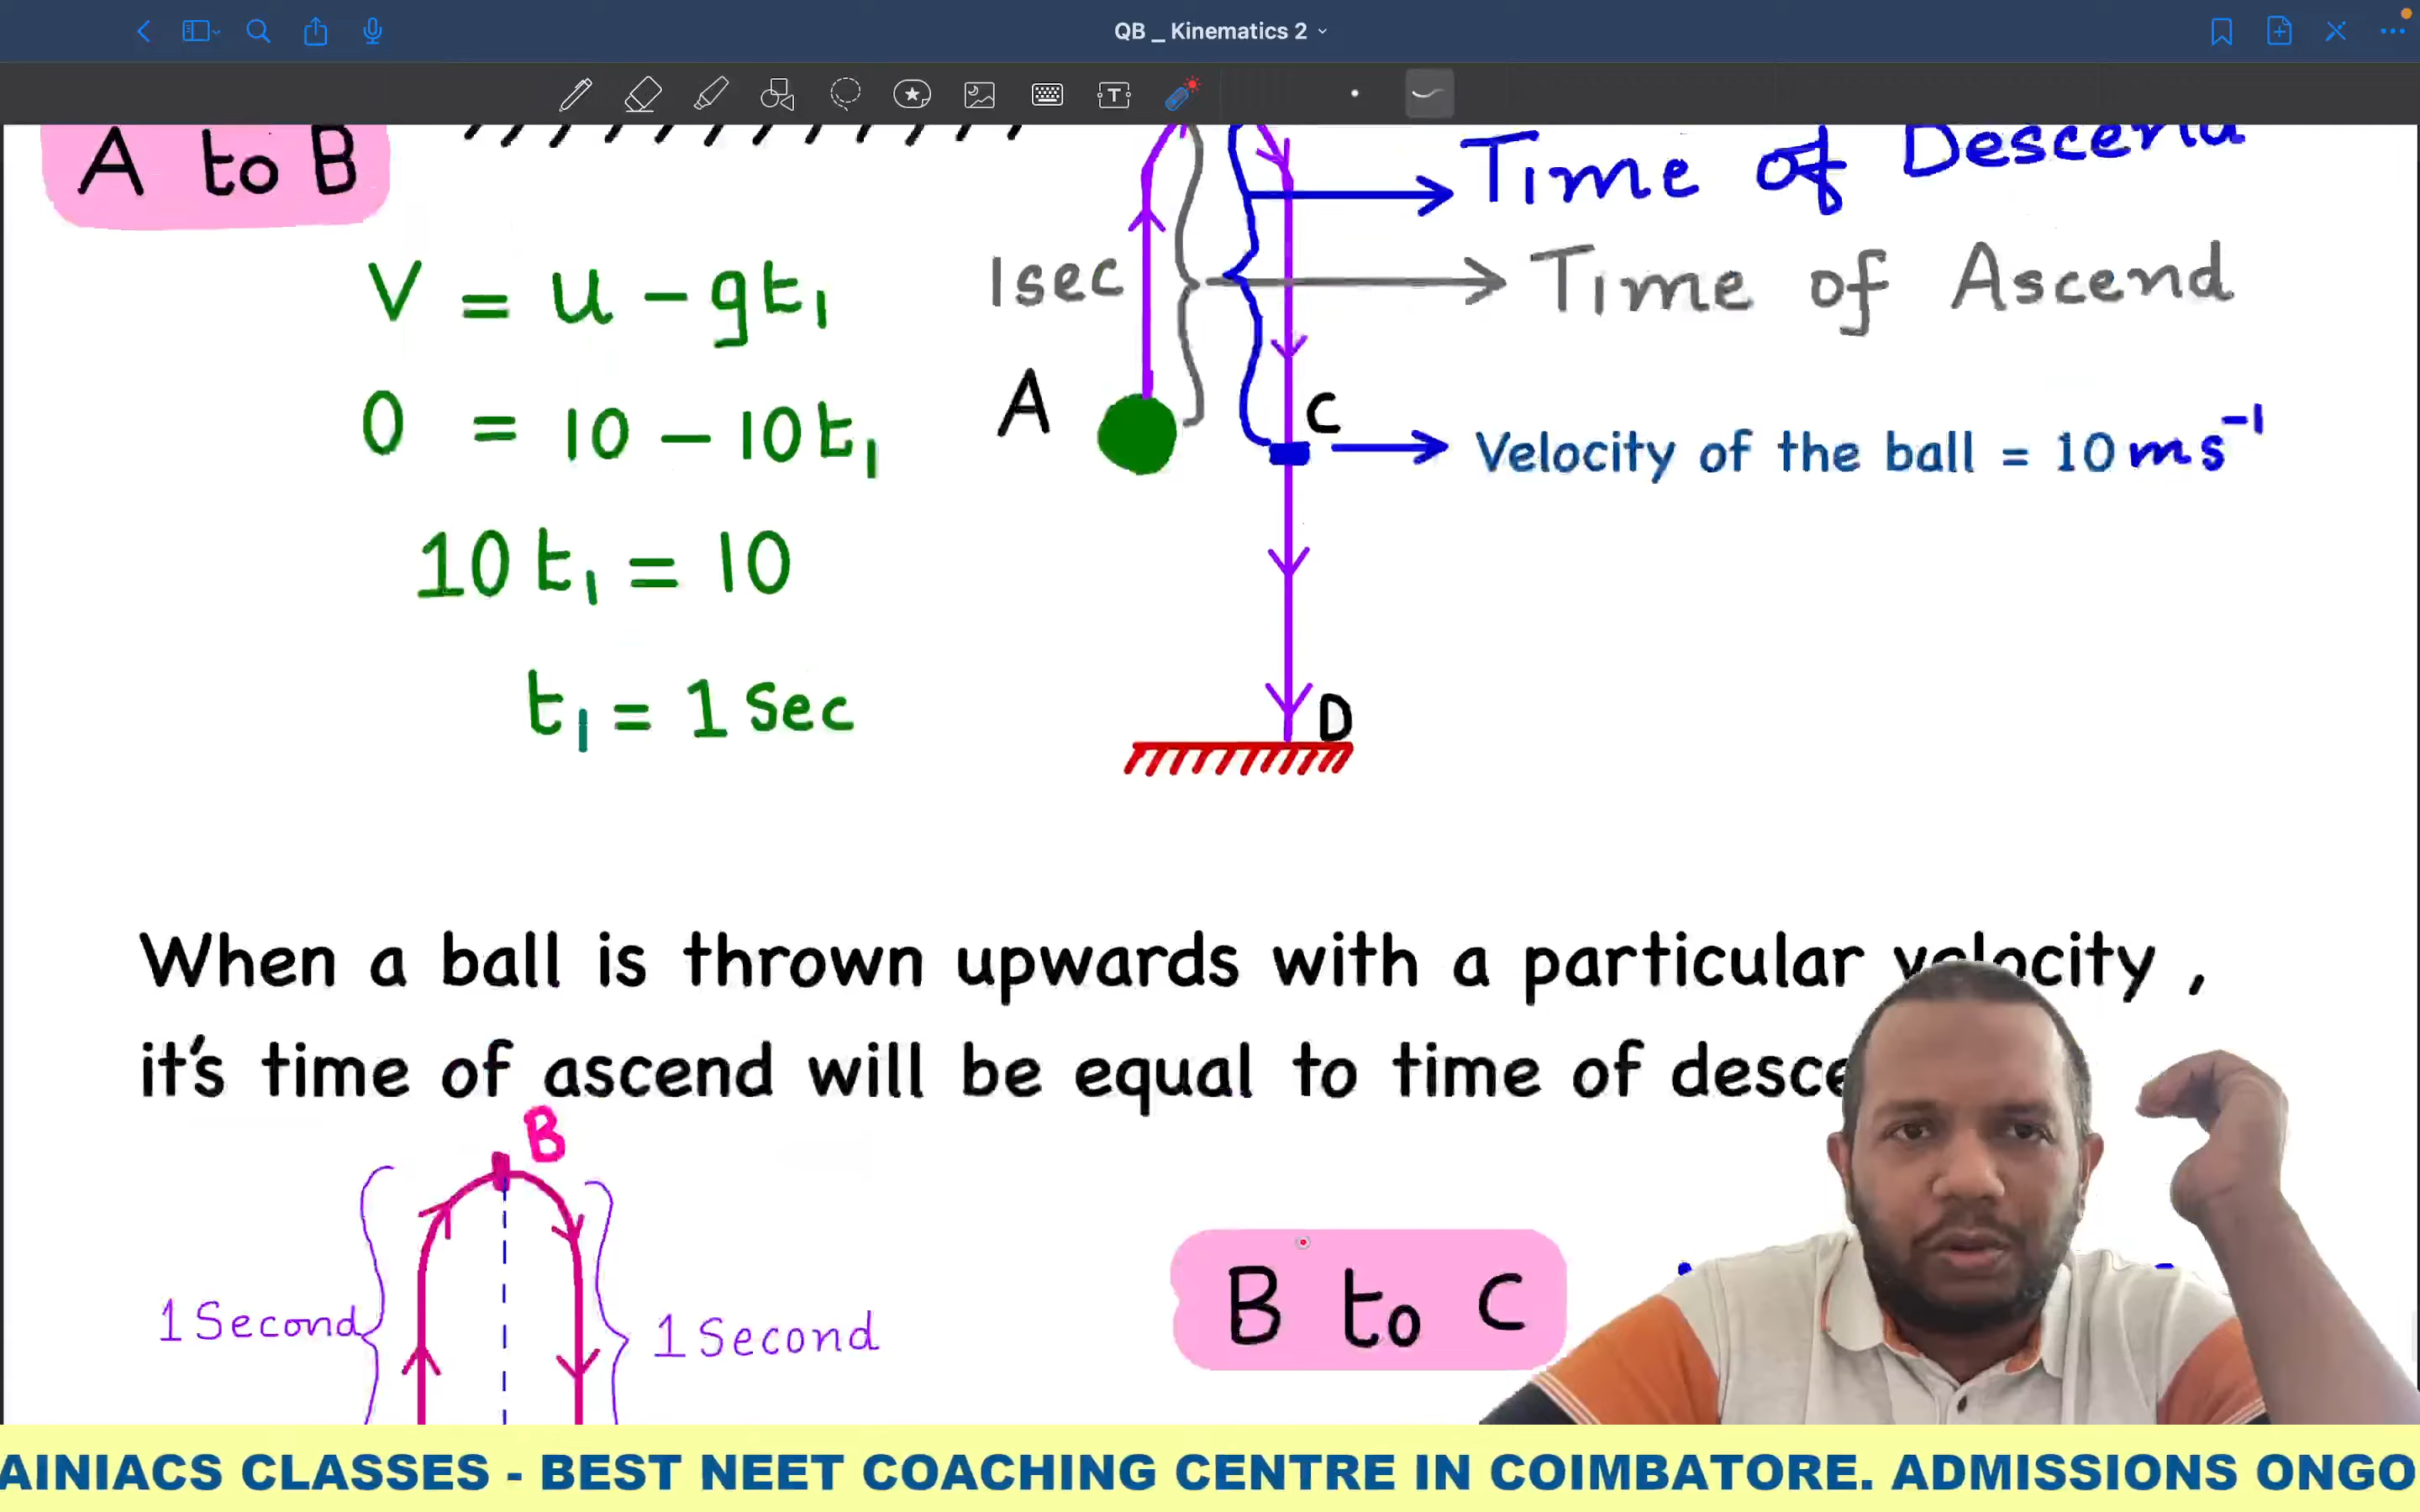 QB _ Kinematics 2
A to B
Time of Descend
V = u - gt₁
1sec
Time of Ascend
A
C
0 = 10 - 10t₁
Velocity of the ball = 10 ms⁻¹
10t₁ = 10
t₁ = 1 Sec
D
When a ball is thrown upwards with a particular velocity ,
it's time of ascend will be equal to time of
B
1 Second
1 Second
B to C
AINIACS CLASSES - BEST NEET COACHING CENTRE IN COIMBATORE. ADMISSIONS ONGO